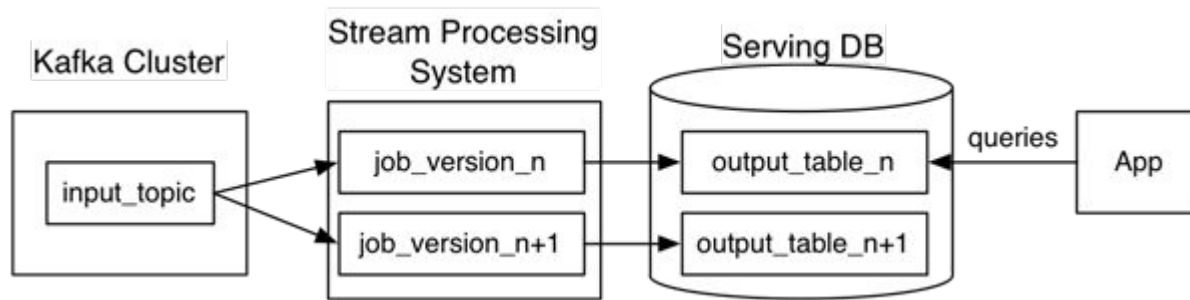 Kafka Cluster
Stream Processing
System
Serving DB
input_topic
job_version_n
job_version_n+1
output_table_n
output_table_n+1
queries
App